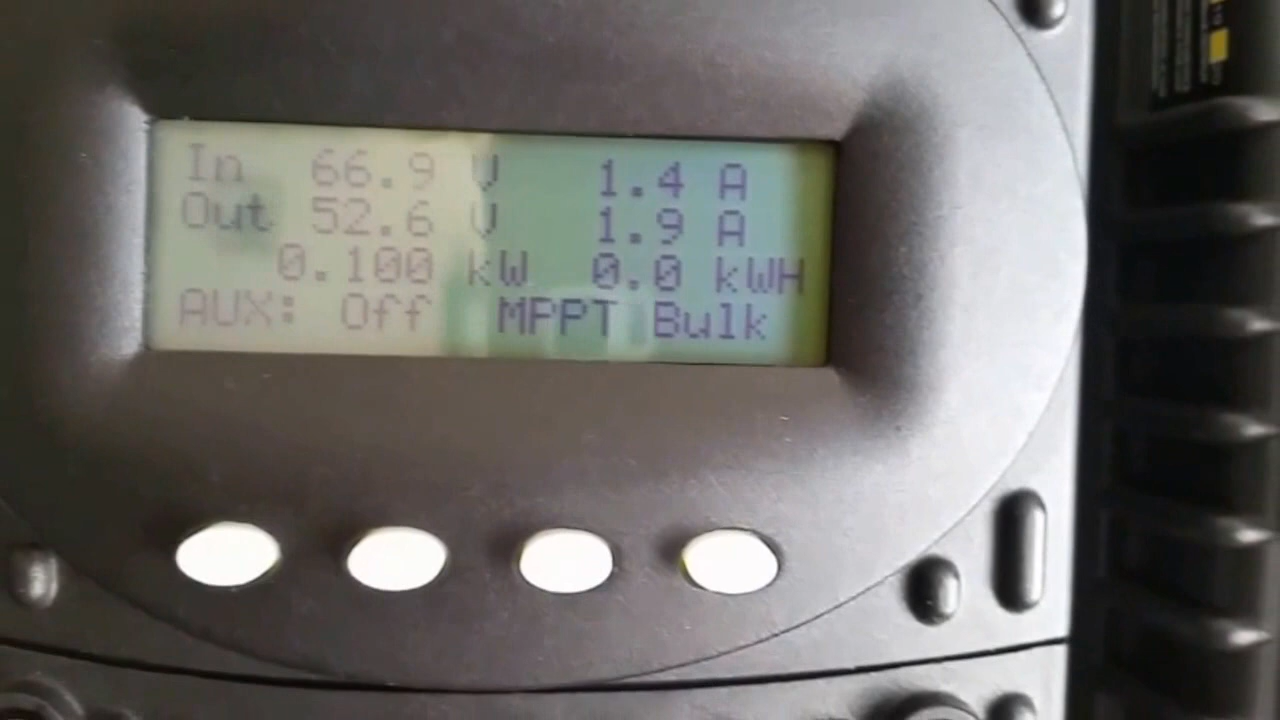 In 66.9 V 1.4 A
Out 52.6 V 1.9 A
0.100 kW 0.0 kWH
AUX: Off MPPT Bulk